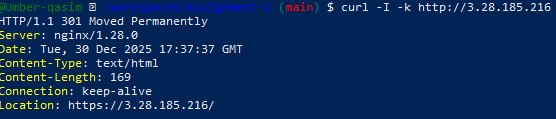 @Umber-qasim /workspaces/Assignment-2 (main) $ curl -I -k http://3.28.185.216
HTTP/1.1 301 Moved Permanently
Server: nginx/1.28.0
Date: Tue, 30 Dec 2025 17:37:37 GMT
Content-Type: text/html
Content-Length: 169
Connection: keep-alive
Location: https://3.28.185.216/